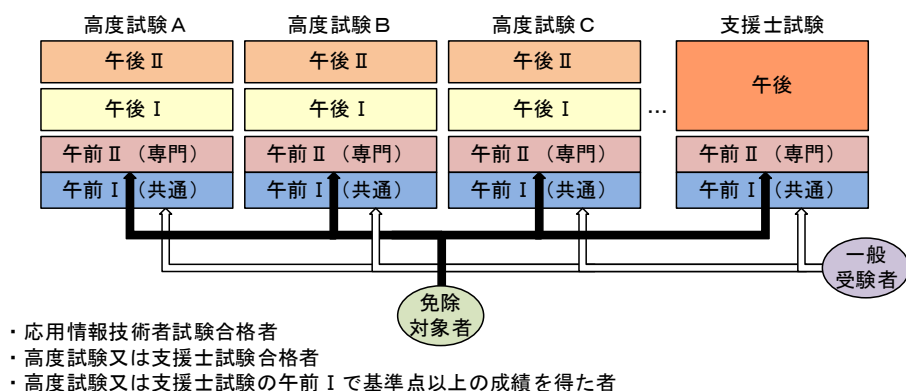 高度試験A 高度試験B 高度試験C 支援士試験
午後Ⅱ 午後Ⅱ 午後Ⅱ 午後
午後Ⅰ 午後Ⅰ 午後Ⅰ …
午前Ⅱ(専門) 午前Ⅱ(専門) 午前Ⅱ(専門) 午前Ⅱ(専門)
午前Ⅰ(共通) 午前Ⅰ(共通) 午前Ⅰ(共通) 午前Ⅰ(共通)
一般
受験者
免除
対象者
・応用情報技術者試験合格者
・高度試験又は支援士試験合格者
・高度試験又は支援士試験の午前Ⅰで基準点以上の成績を得た者